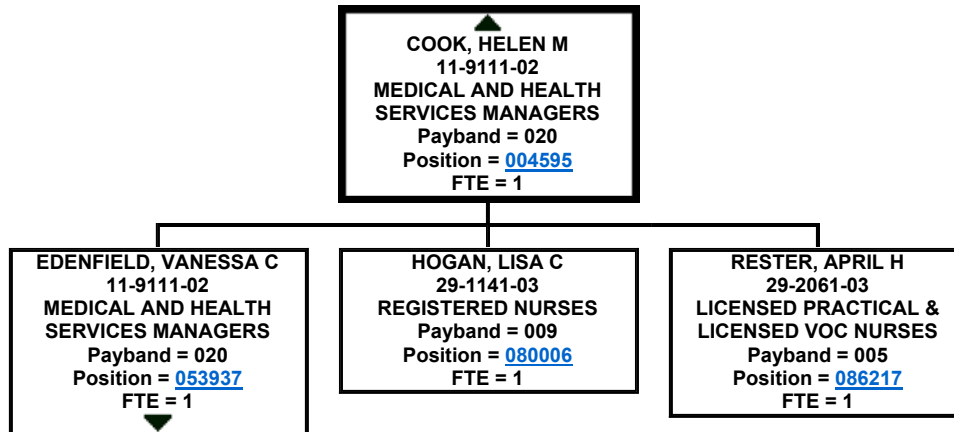 COOK, HELEN M
11-9111-02
MEDICAL AND HEALTH
SERVICES MANAGERS
Payband = 020
Position = 004595
FTE = 1
EDENFIELD, VANESSA C
11-9111-02
MEDICAL AND HEALTH
SERVICES MANAGERS
Payband = 020
Position = 053937
FTE = 1
HOGAN, LISA C
29-1141-03
REGISTERED NURSES
Payband = 009
Position = 080006
FTE = 1
RESTER, APRIL H
29-2061-03
LICENSED PRACTICAL &
LICENSED VOC NURSES
Payband = 005
Position = 086217
FTE = 1